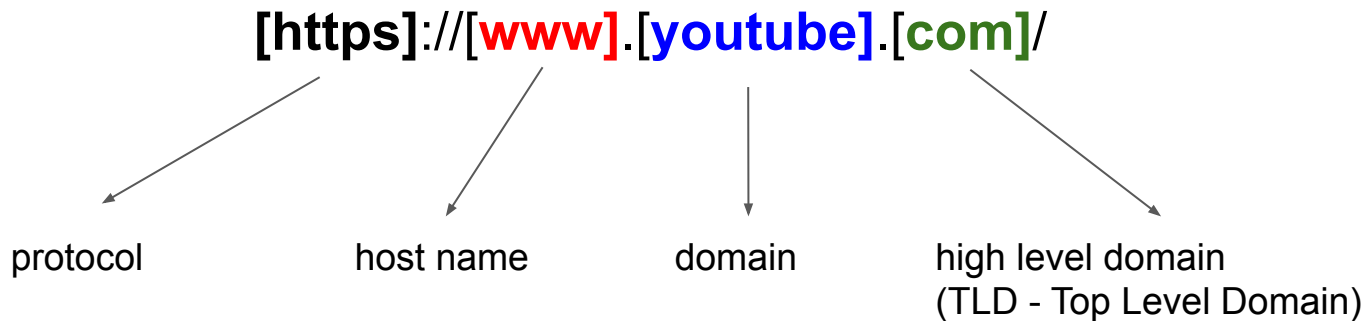 [https]://[www].[youtube].[com]/
protocol
host name
domain
high level domain
(TLD - Top Level Domain)